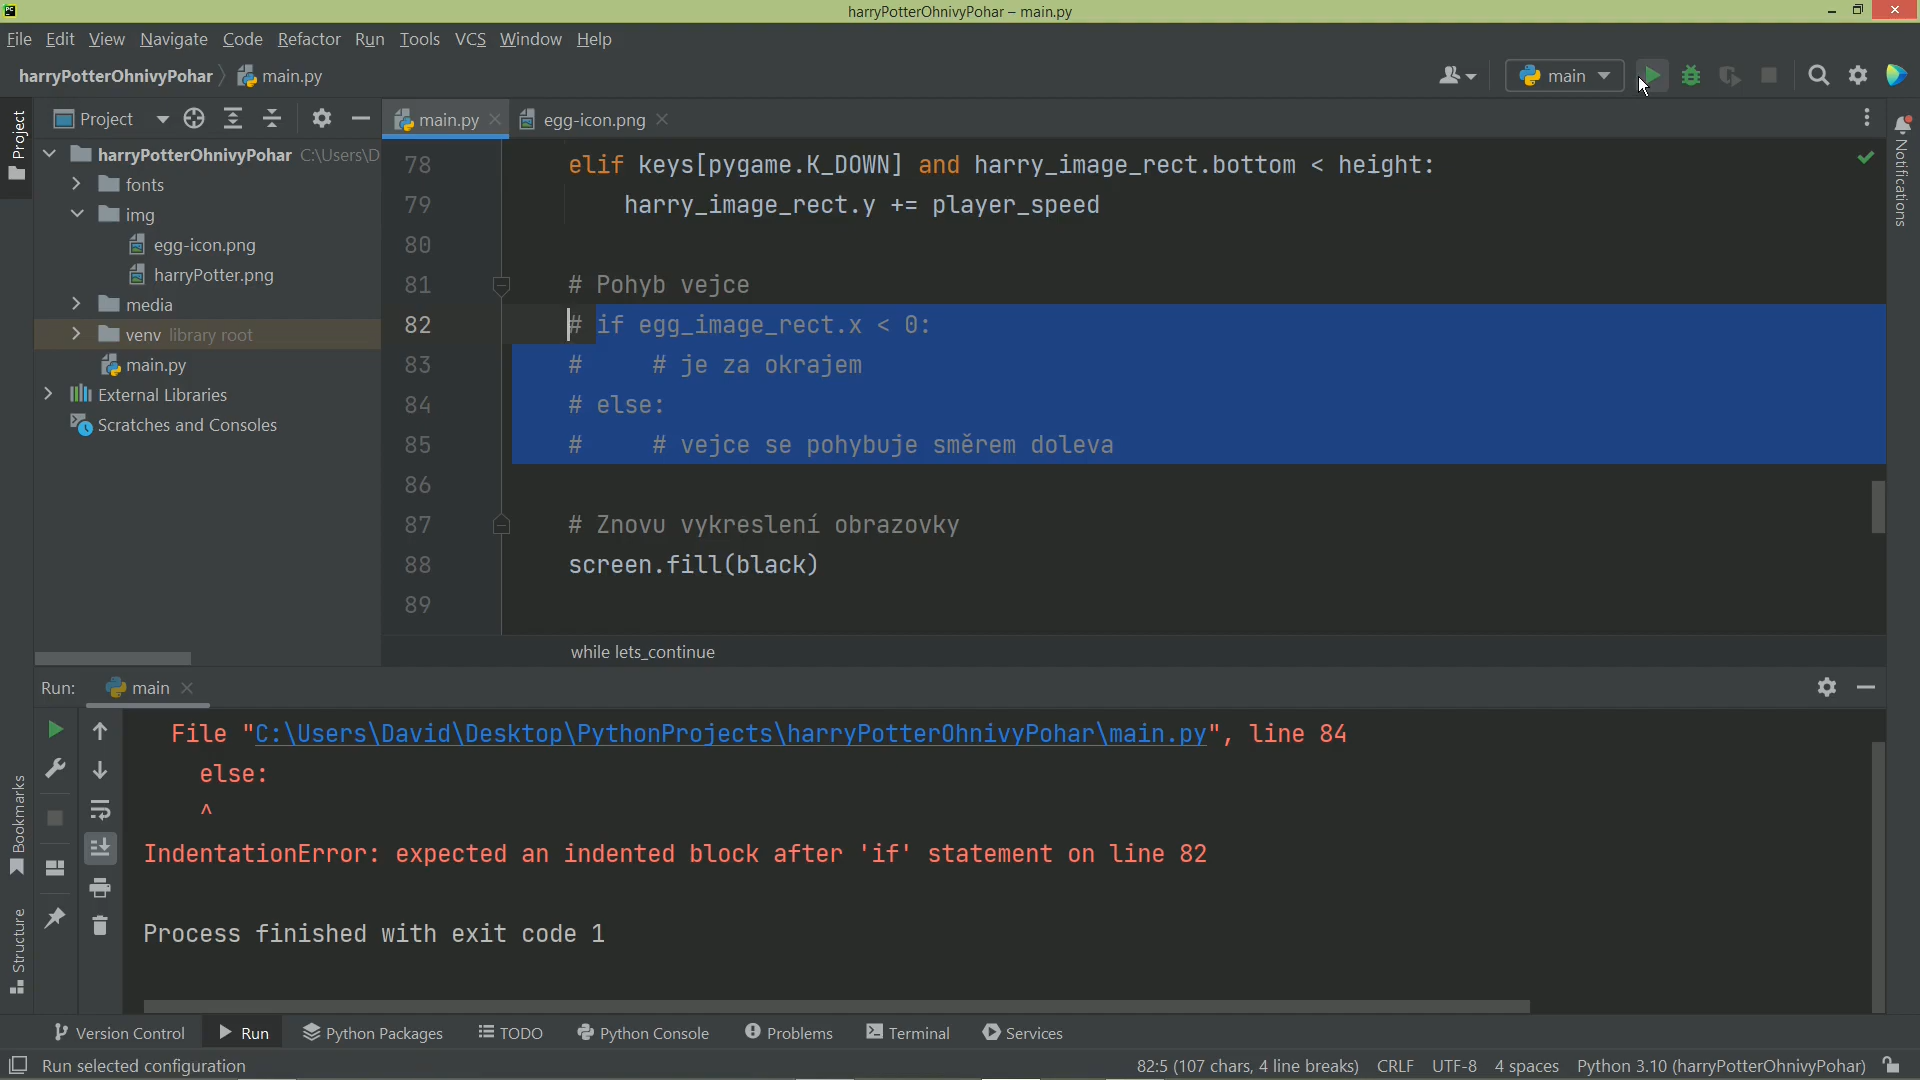 harryPotterOhnivyPohar – main.py
File Edit View Navigate Code Refactor Run Tools VCS Window Help
harryPotterOhnivyPohar main.py
main
Project
main.py
egg-icon.png
Project
harryPotterOhnivyPohar C:\Users\D
fonts
img
egg-icon.png
harryPotter.png
media
venv library root
main.py
External Libraries
Scratches and Consoles
78 elif keys[pygame.K_DOWN] and harry_image_rect.bottom < height:
79 harry_image_rect.y += player_speed
80
81 # Pohyb vejce
82 # if egg_image_rect.x < 0:
83 # # je za okrajem
84 # else:
85 # # vejce se pohybuje směrem doleva
86
87 # Znovu vykreslení obrazovky
88 screen.fill(black)
89
while lets_continue
Notifications
Run: main
File "C:\Users\David\Desktop\PythonProjects\harryPotterOhnivyPohar\main.py", line 84
else:
^
IndentationError: expected an indented block after 'if' statement on line 82
Process finished with exit code 1
Bookmarks
Structure
Version Control Run Python Packages TODO Python Console Problems Terminal Services
Run selected configuration 82:5 (107 chars, 4 line breaks) CRLF UTF-8 4 spaces Python 3.10 (harryPotterOhnivyPohar)